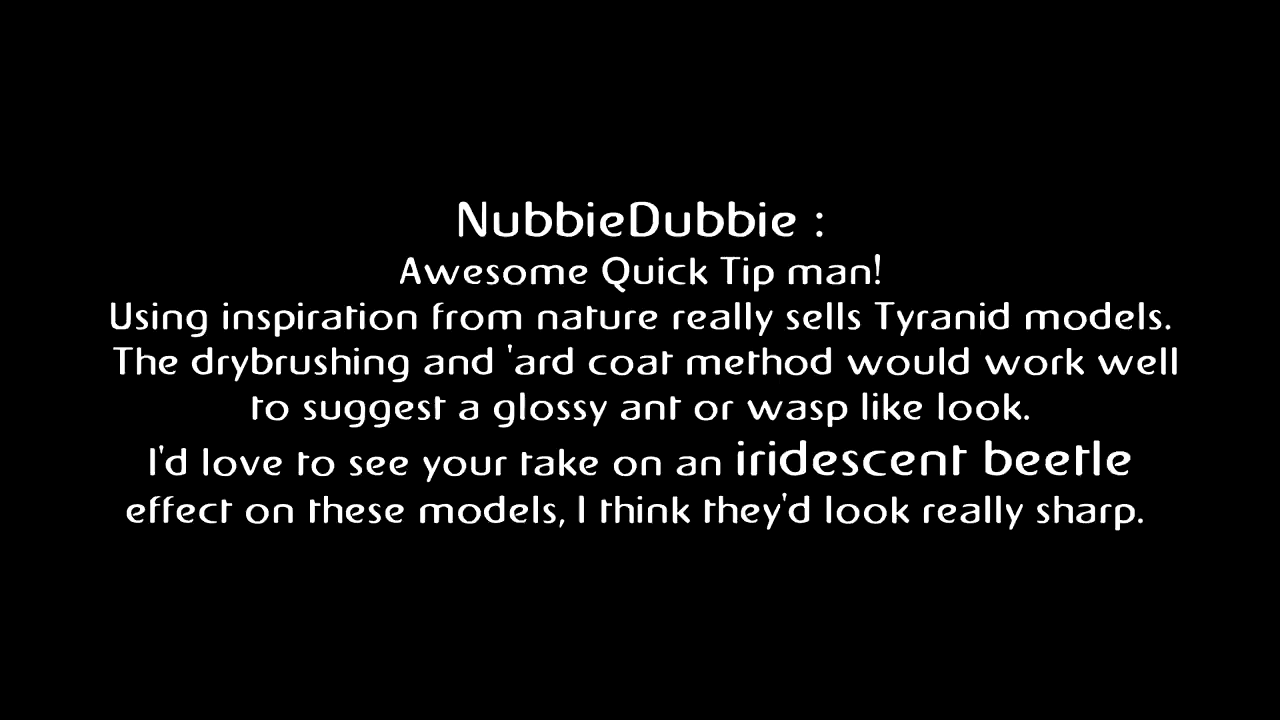 NubbieDubbie :
Awesome Quick Tip man!
Using inspiration from nature really sells Tyranid models.
The drybrushing and 'ard coat method would work well
to suggest a glossy ant or wasp like look.
I'd love to see your take on an iridescent beetle
effect on these models, I think they'd look really sharp.